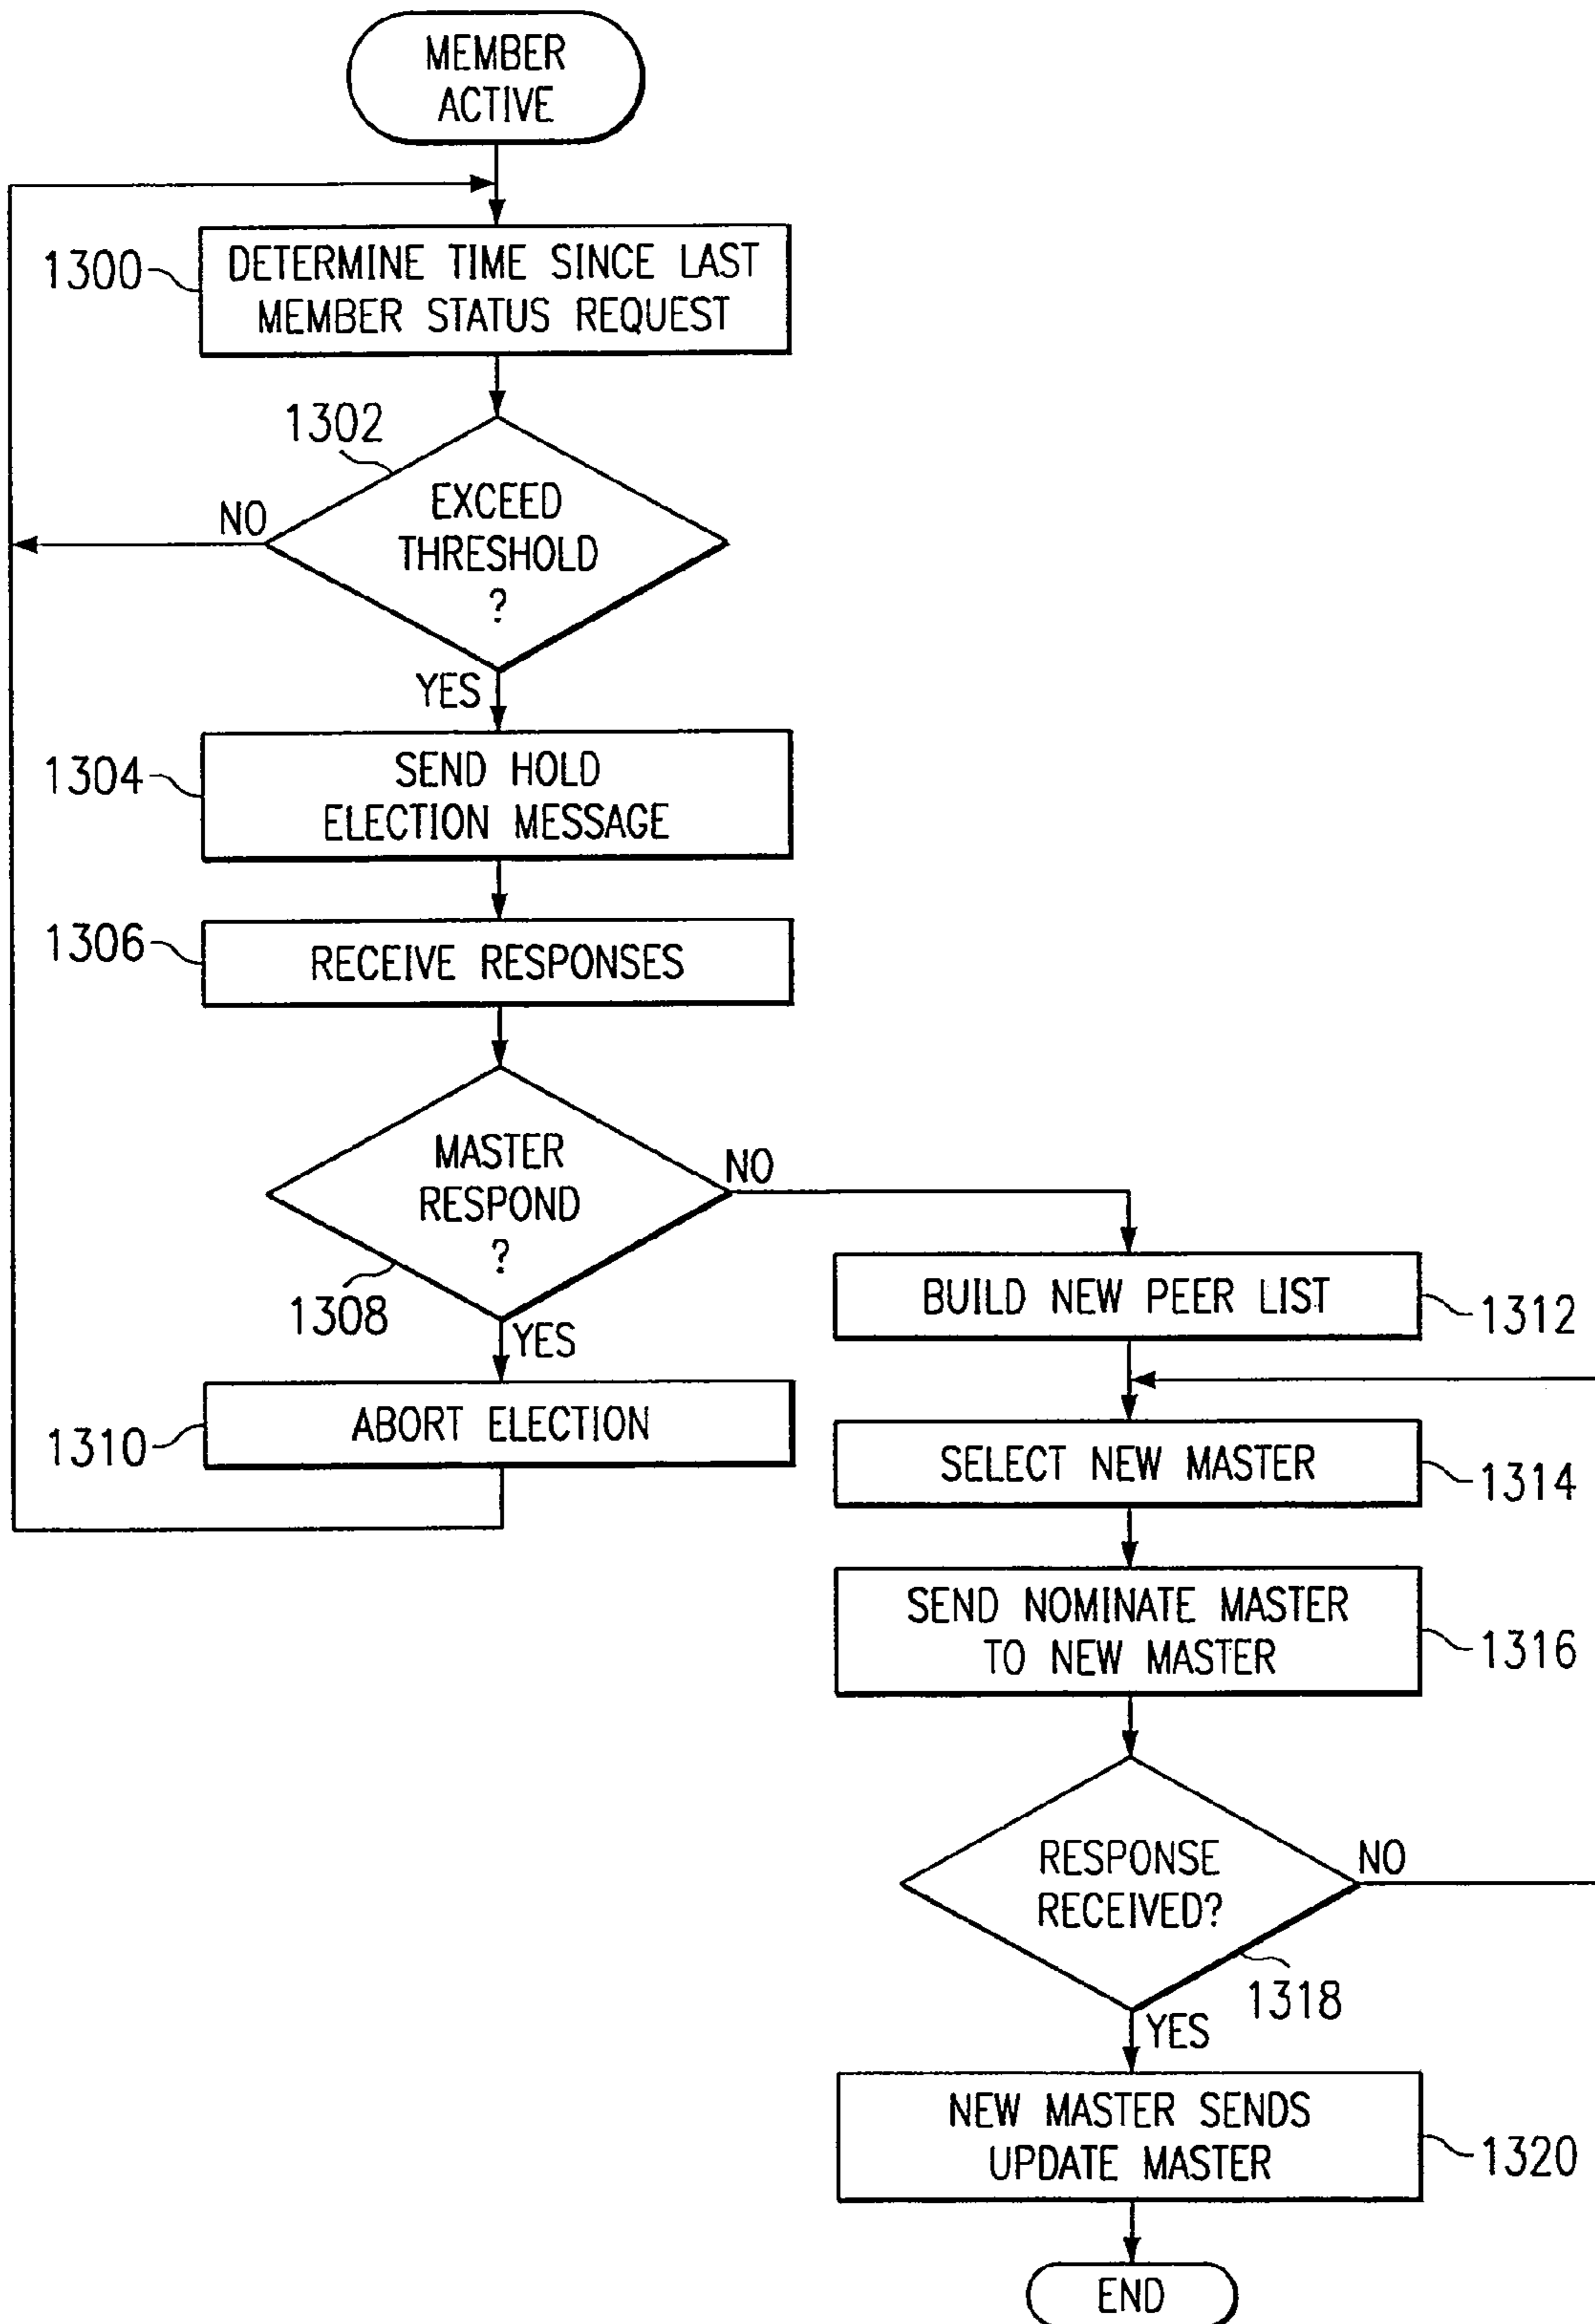 MEMBER
ACTIVE
1300
DETERMINE TIME SINCE LAST
MEMBER STATUS REQUEST
1302
EXCEED
THRESHOLD
?
NO
YES
1304
SEND HOLD
ELECTION MESSAGE
1306
RECEIVE RESPONSES
MASTER
RESPOND
?
NO
1308
YES
1310
ABORT ELECTION
BUILD NEW PEER LIST
1312
SELECT NEW MASTER
1314
SEND NOMINATE MASTER
TO NEW MASTER
1316
RESPONSE
RECEIVED?
NO
1318
YES
NEW MASTER SENDS
UPDATE MASTER
1320
END